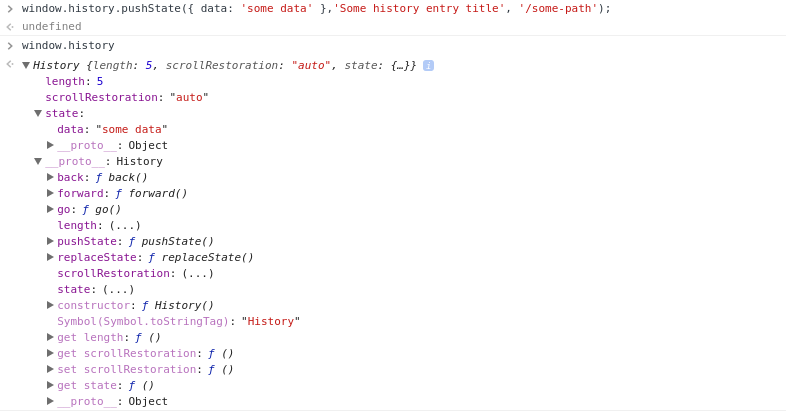 window.history.pushState({ data: 'some data' },'Some history entry title', '/some-path');
undefined
window.history
History {length: 5, scrollRestoration: "auto", state: {…}} i
length: 5
scrollRestoration: "auto"
state:
data: "some data"
__proto__: Object
__proto__: History
back: ƒ back()
forward: ƒ forward()
go: ƒ go()
length: (...)
pushState: ƒ pushState()
replaceState: ƒ replaceState()
scrollRestoration: (...)
state: (...)
constructor: ƒ History()
Symbol(Symbol.toStringTag): "History"
get length: ƒ ()
get scrollRestoration: ƒ ()
set scrollRestoration: ƒ ()
get state: ƒ ()
__proto__: Object